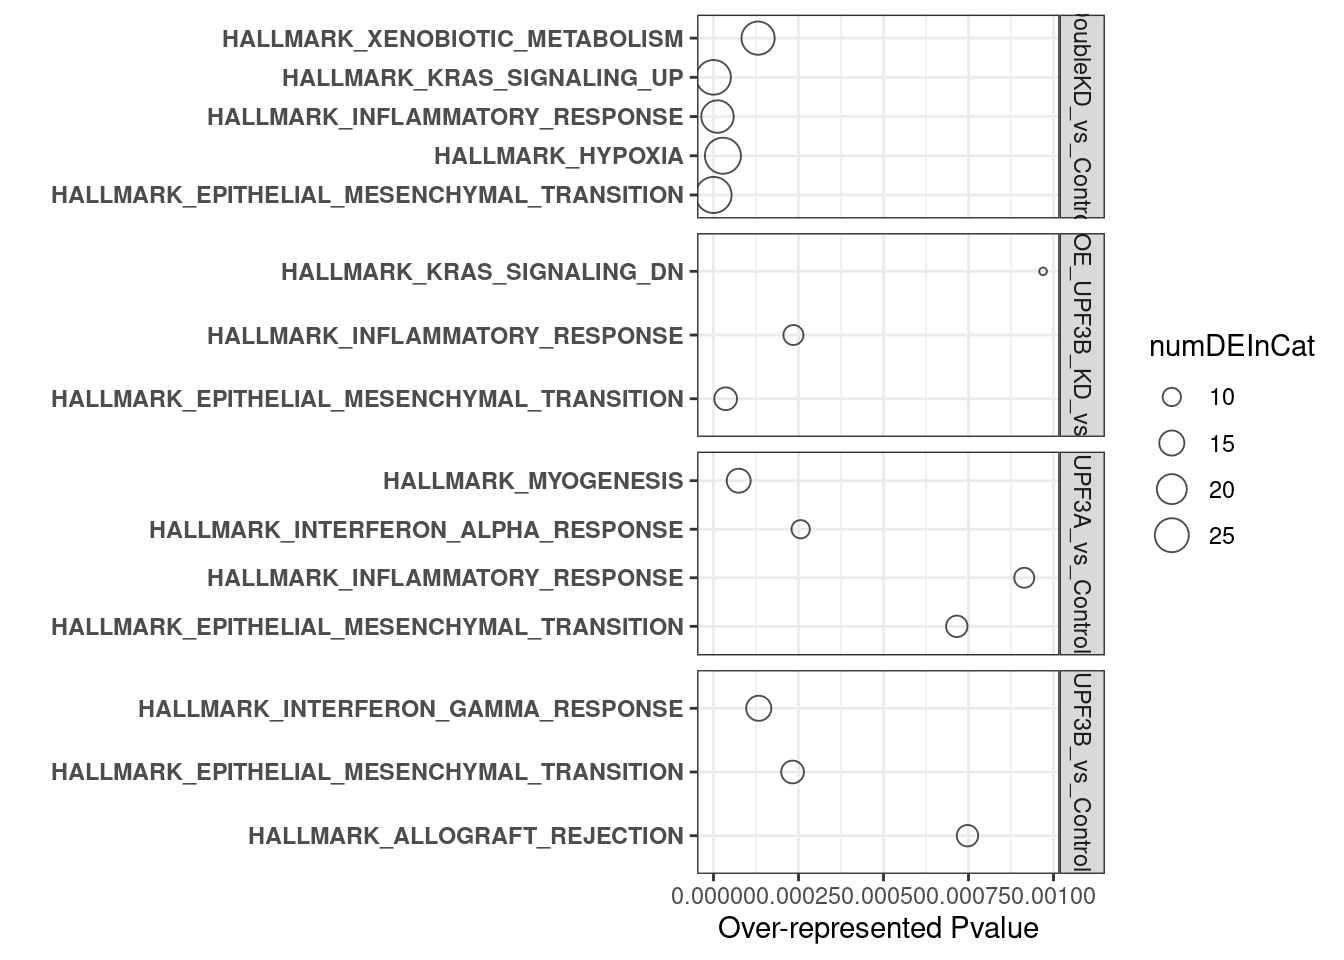 HALLMARK_XENOBIOTIC_METABOLISM
HALLMARK_KRAS_SIGNALING_UP
HALLMARK_INFLAMMATORY_RESPONSE
HALLMARK_HYPOXIA
HALLMARK_EPITHELIAL_MESENCHYMAL_TRANSITION
oubleKD_vs_Contro
HALLMARK_KRAS_SIGNALING_DN
HALLMARK_INFLAMMATORY_RESPONSE
HALLMARK_EPITHELIAL_MESENCHYMAL_TRANSITION
OE_UPF3B_KD_vs
HALLMARK_MYOGENESIS
HALLMARK_INTERFERON_ALPHA_RESPONSE
HALLMARK_INFLAMMATORY_RESPONSE
HALLMARK_EPITHELIAL_MESENCHYMAL_TRANSITION
UPF3A_vs_Control
HALLMARK_INTERFERON_GAMMA_RESPONSE
HALLMARK_EPITHELIAL_MESENCHYMAL_TRANSITION
HALLMARK_ALLOGRAFT_REJECTION
UPF3B_vs_Control
0.000000.000250.000500.000750.00100
Over-represented Pvalue
numDEInCat
10
15
20
25